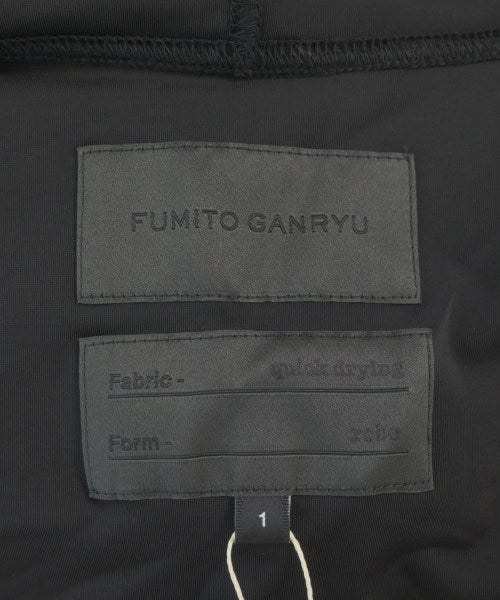 FUMITO GANRYU
Fabric - quick drying
Form - robe
1